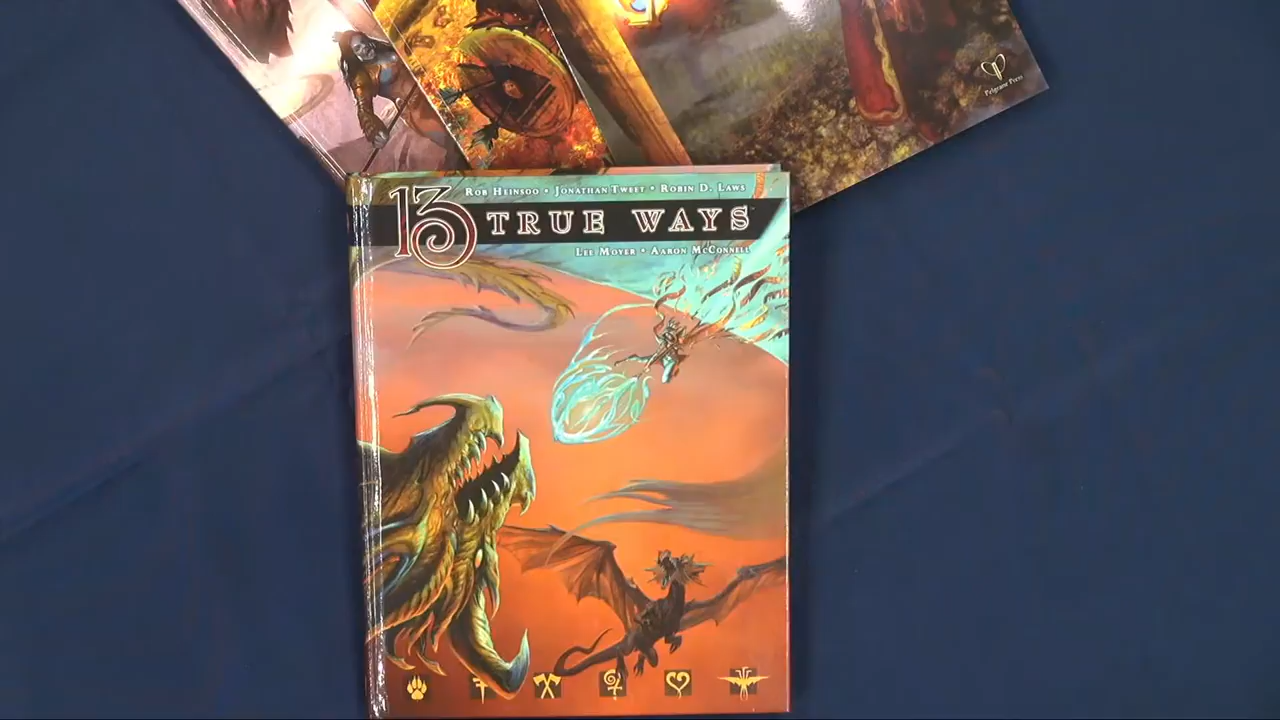 Pelgrane Press
Rob Heinsoo • Jonathan Tweet • Robin D. Laws
13 TRUE WAYS
Lee Moyer • Aaron McConnell